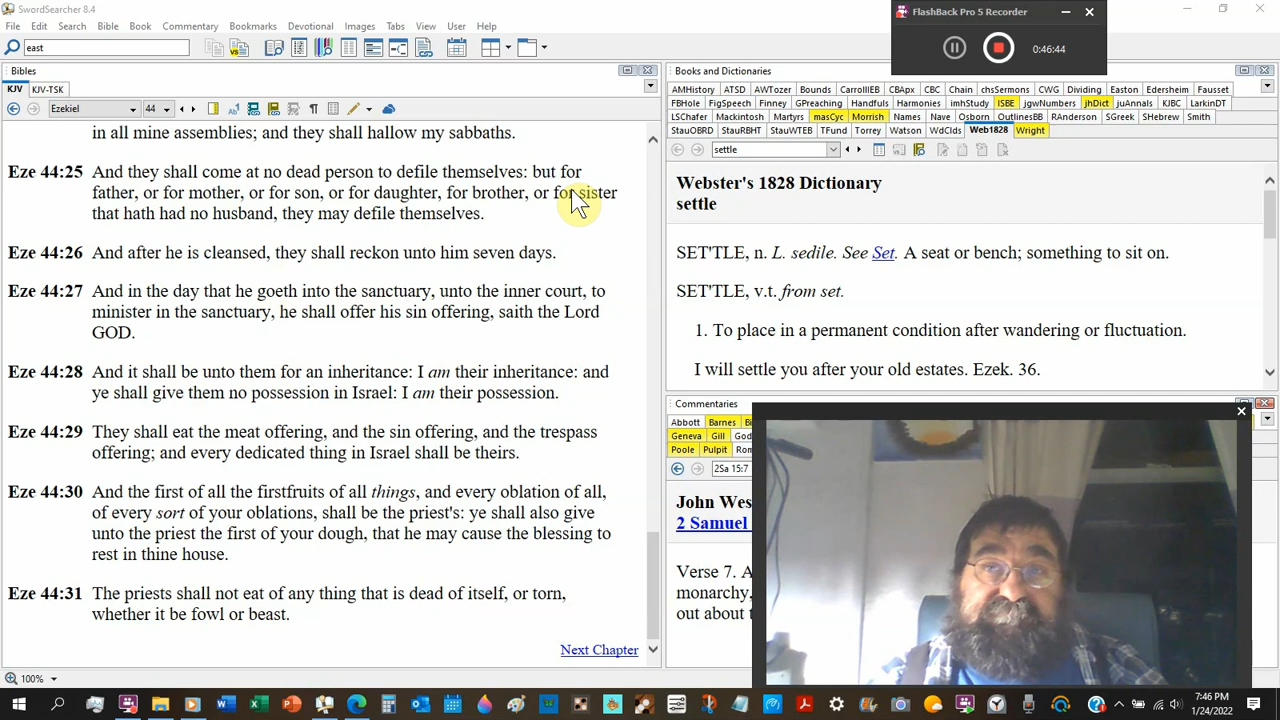 SwordSearcher 8.4
File Edit Search Bible Book Commentary Bookmarks Devotional Images Tabs View User Help
east
FlashBack Pro 5 Recorder
0:46:44
Bibles
KJV KJV-TSK
Ezekiel 44
in all mine assemblies; and they shall hallow my sabbaths.
Eze 44:25 And they shall come at no dead person to defile themselves: but for
father, or for mother, or for son, or for daughter, for brother, or for sister
that hath had no husband, they may defile themselves.
Eze 44:26 And after he is cleansed, they shall reckon unto him seven days.
Eze 44:27 And in the day that he goeth into the sanctuary, unto the inner court, to
minister in the sanctuary, he shall offer his sin offering, saith the Lord
GOD.
Eze 44:28 And it shall be unto them for an inheritance: I am their inheritance: and
ye shall give them no possession in Israel: I am their possession.
Eze 44:29 They shall eat the meat offering, and the sin offering, and the trespass
offering; and every dedicated thing in Israel shall be theirs.
Eze 44:30 And the first of all the firstfruits of all things, and every oblation of all,
of every sort of your oblations, shall be the priest's: ye shall also give
unto the priest the first of your dough, that he may cause the blessing to
rest in thine house.
Eze 44:31 The priests shall not eat of any thing that is dead of itself, or torn,
whether it be fowl or beast.
Next Chapter
100%
Books and Dictionaries
AMHistory ATSD AWTozer Bounds CarrollIEB CBApx CBC Chain chsSermons CWG Dividing Easton Edersheim Fausset
FBHole FigSpeech Finney GPreaching Handfuls Harmonies imhStudy ISBE jgwNumbers jhDict juAnnals KJBC LarkinDT
LSChafer Mackintosh Martyrs masCyc Morrish Names Nave Osborn OutlinesBB RAnderson SGreek SHebrew Smith
StauOBRD StauRBHT StauWTEB TFund Torrey Watson WdClds Web1828 Wright
settle
Webster's 1828 Dictionary
settle
SET'TLE, n. L. sedile. See Set. A seat or bench; something to sit on.
SET'TLE, v.t. from set.
1. To place in a permanent condition after wandering or fluctuation.
I will settle you after your old estates. Ezek. 36.
Commentaries
Abbott Barnes
Geneva Gill
Poole Pulpit
2Sa 15:7
John Wes
2 Samuel
Verse 7. A
monarchy,
out about
7:46 PM
1/24/2022